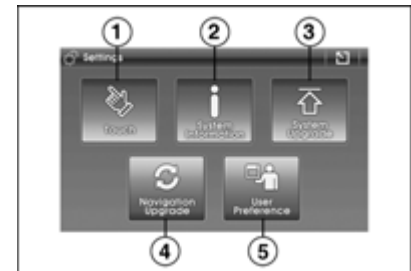 1 2 3
Settings
Touch
System
Information
System
Upgrade
Navigation
Upgrade
User
Preference
4 5